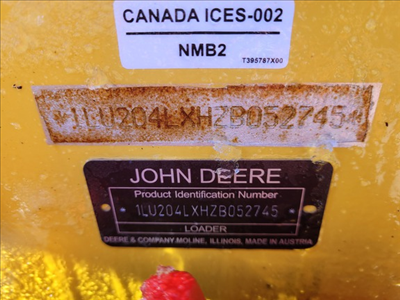 CANADA ICES-002
NMB2
T395787X00
*1LU204LXHZB052745*
JOHN DEERE
Product Identification Number
*1LU204LXHZB052745*
LOADER
DEERE & COMPANY MOLINE, ILLINOIS, MADE IN AUSTRIA